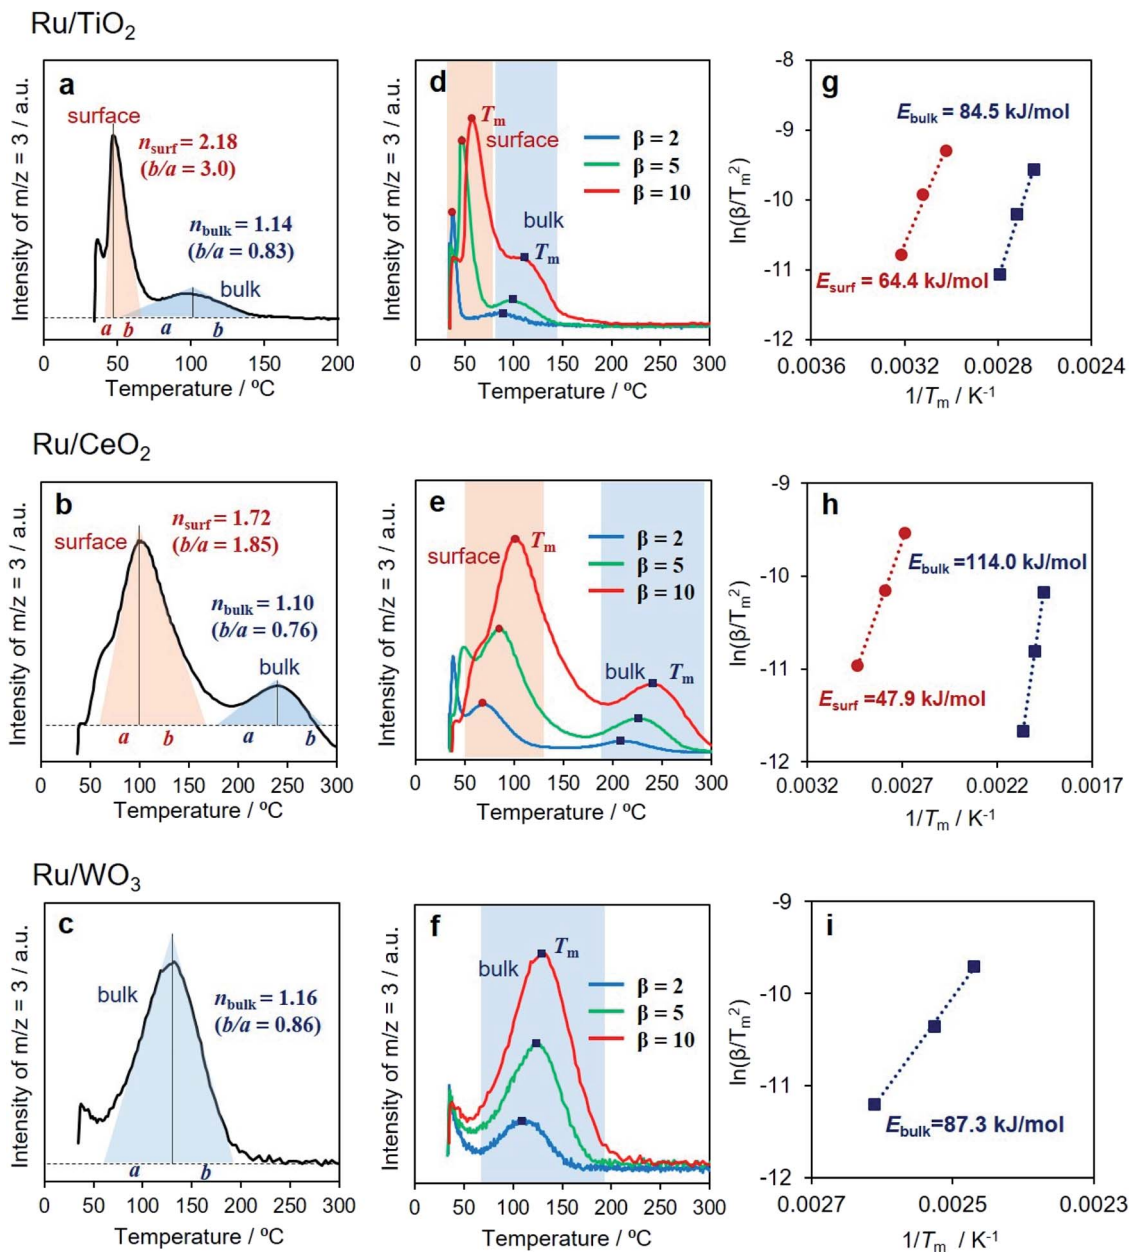 Ru/TiO2
a
surface
nsurf = 2.18
(b/a = 3.0)
nbulk = 1.14
(b/a = 0.83)
bulk
a b a b
0 50 100 150 200
Temperature / ºC
Intensity of m/z = 3 / a.u.
d
Tm
surface
bulk
Tm
β = 2
β = 5
β = 10
0 50 100 150 200 250 300
Temperature / ºC
Intensity of m/z = 3 / a.u.
g
Ebulk = 84.5 kJ/mol
Esurf = 64.4 kJ/mol
-8
-9
-10
-11
-12
0.0036 0.0032 0.0028 0.0024
1/Tm / K-1
ln(β/Tm2)
Ru/CeO2
b
surface
nsurf = 1.72
(b/a = 1.85)
nbulk = 1.10
(b/a = 0.76)
bulk
a b a b
0 50 100 150 200 250 300
Temperature / ºC
Intensity of m/z = 3 / a.u.
e
surface
Tm
bulk
Tm
β = 2
β = 5
β = 10
0 50 100 150 200 250 300
Temperature / ºC
Intensity of m/z = 3 / a.u.
h
Ebulk =114.0 kJ/mol
Esurf =47.9 kJ/mol
-9
-10
-11
-12
0.0032 0.0027 0.0022 0.0017
1/Tm / K-1
ln(β/Tm2)
Ru/WO3
c
bulk
nbulk = 1.16
(b/a = 0.86)
a b
0 50 100 150 200 250 300
Temperature / ºC
Intensity of m/z = 3 / a.u.
f
bulk
Tm
β = 2
β = 5
β = 10
0 50 100 150 200 250 300
Temperature / ºC
Intensity of m/z = 3 / a.u.
i
Ebulk=87.3 kJ/mol
-9
-10
-11
-12
0.0027 0.0025 0.0023
1/Tm / K-1
ln(β/Tm2)